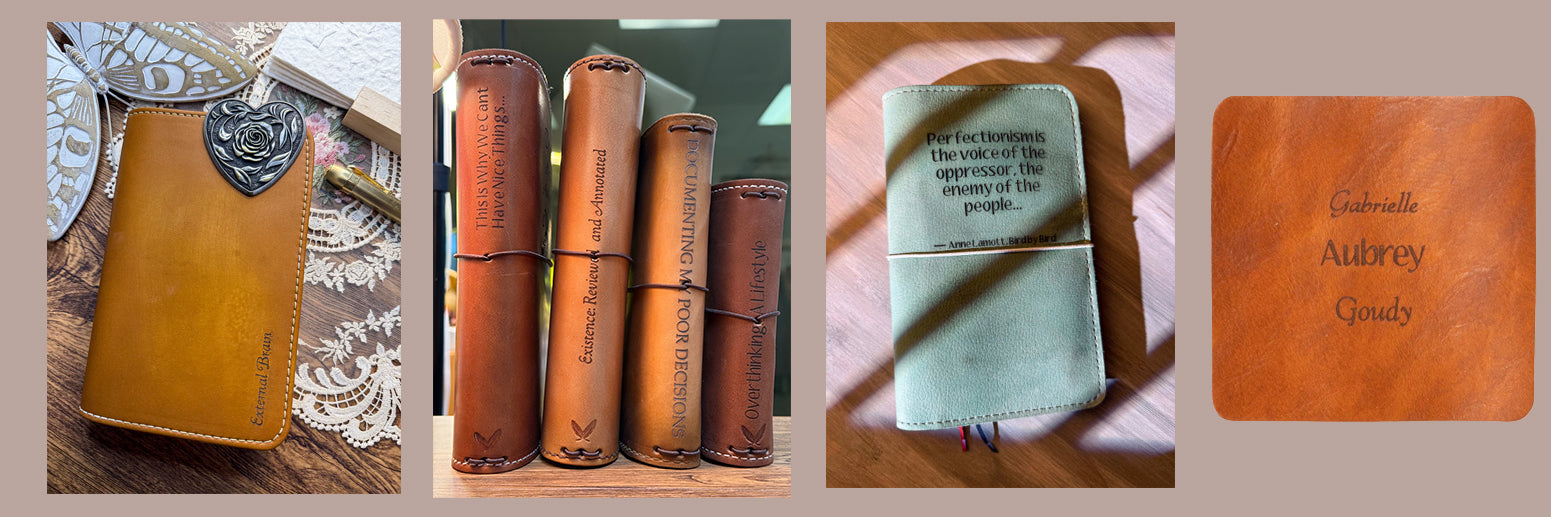 External Brain
This Is Why We Cant
Have Nice Things...
Existence: Reviewed and Annotated
DOCUMENTING MY POOR DECISIONS
Overthinking: A Lifestyle
Perfectionism is
the voice of the
oppressor, the
enemy of the
people...
— Anne Lamott, Bird by Bird
Gabrielle
Aubrey
Goudy